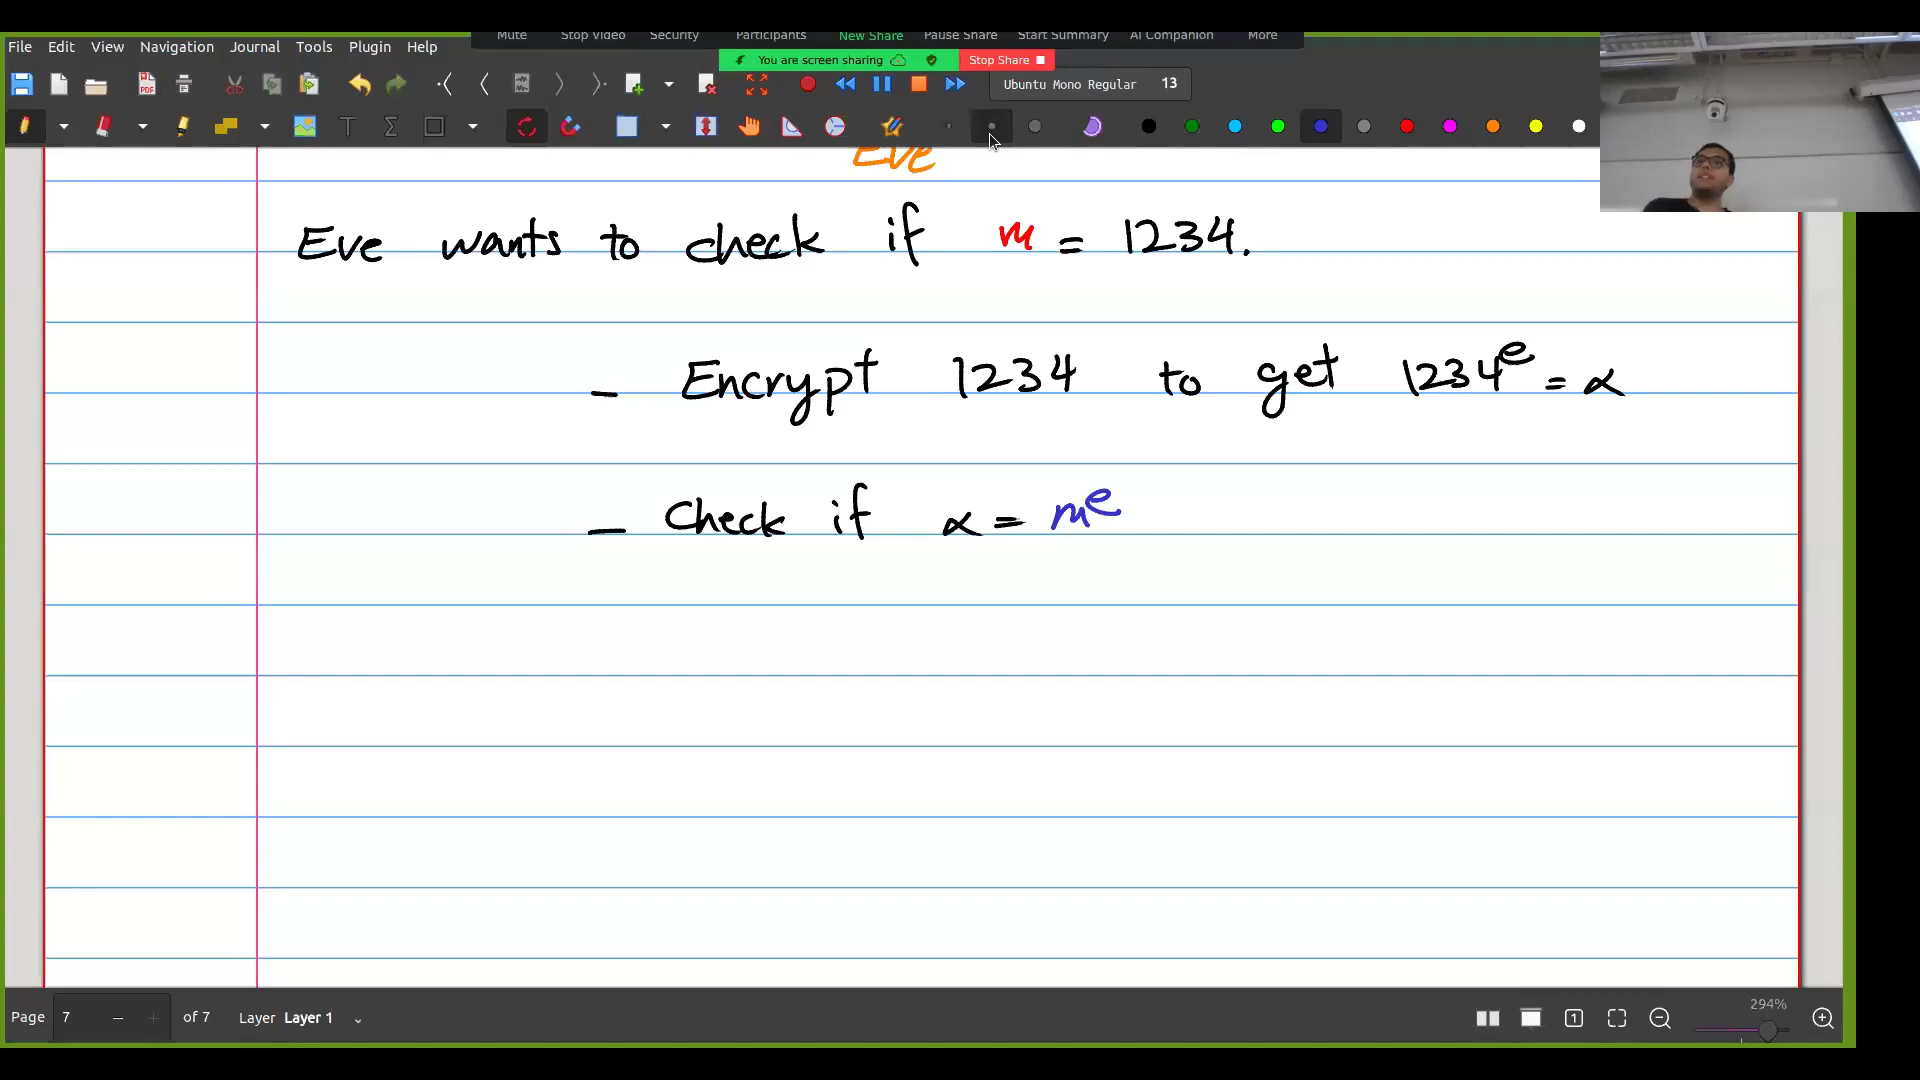 Mute Stop Video Security Participants New Share Pause Share Start Summary AI Companion More
File Edit View Navigation Journal Tools Plugin Help
You are screen sharing Stop Share
Ubuntu Mono Regular 13
Eve
Eve wants to check if m = 1234.
- Encrypt 1234 to get 1234^e = α
- Check if α = m^e
Page 7 of 7 Layer Layer 1 294%